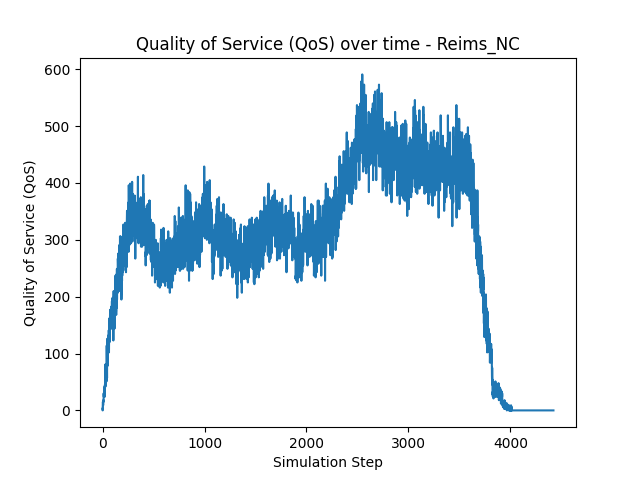 Quality of Service (QoS) over time - Reims_NC
600
500
400
300
200
100
0
Quality of Service (QoS)
0 1000 2000 3000 4000
Simulation Step